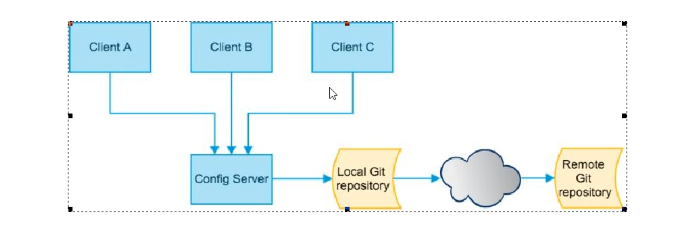 Client A
Client B
Client C
Config Server
Local Git
repository
Remote
Git
repository